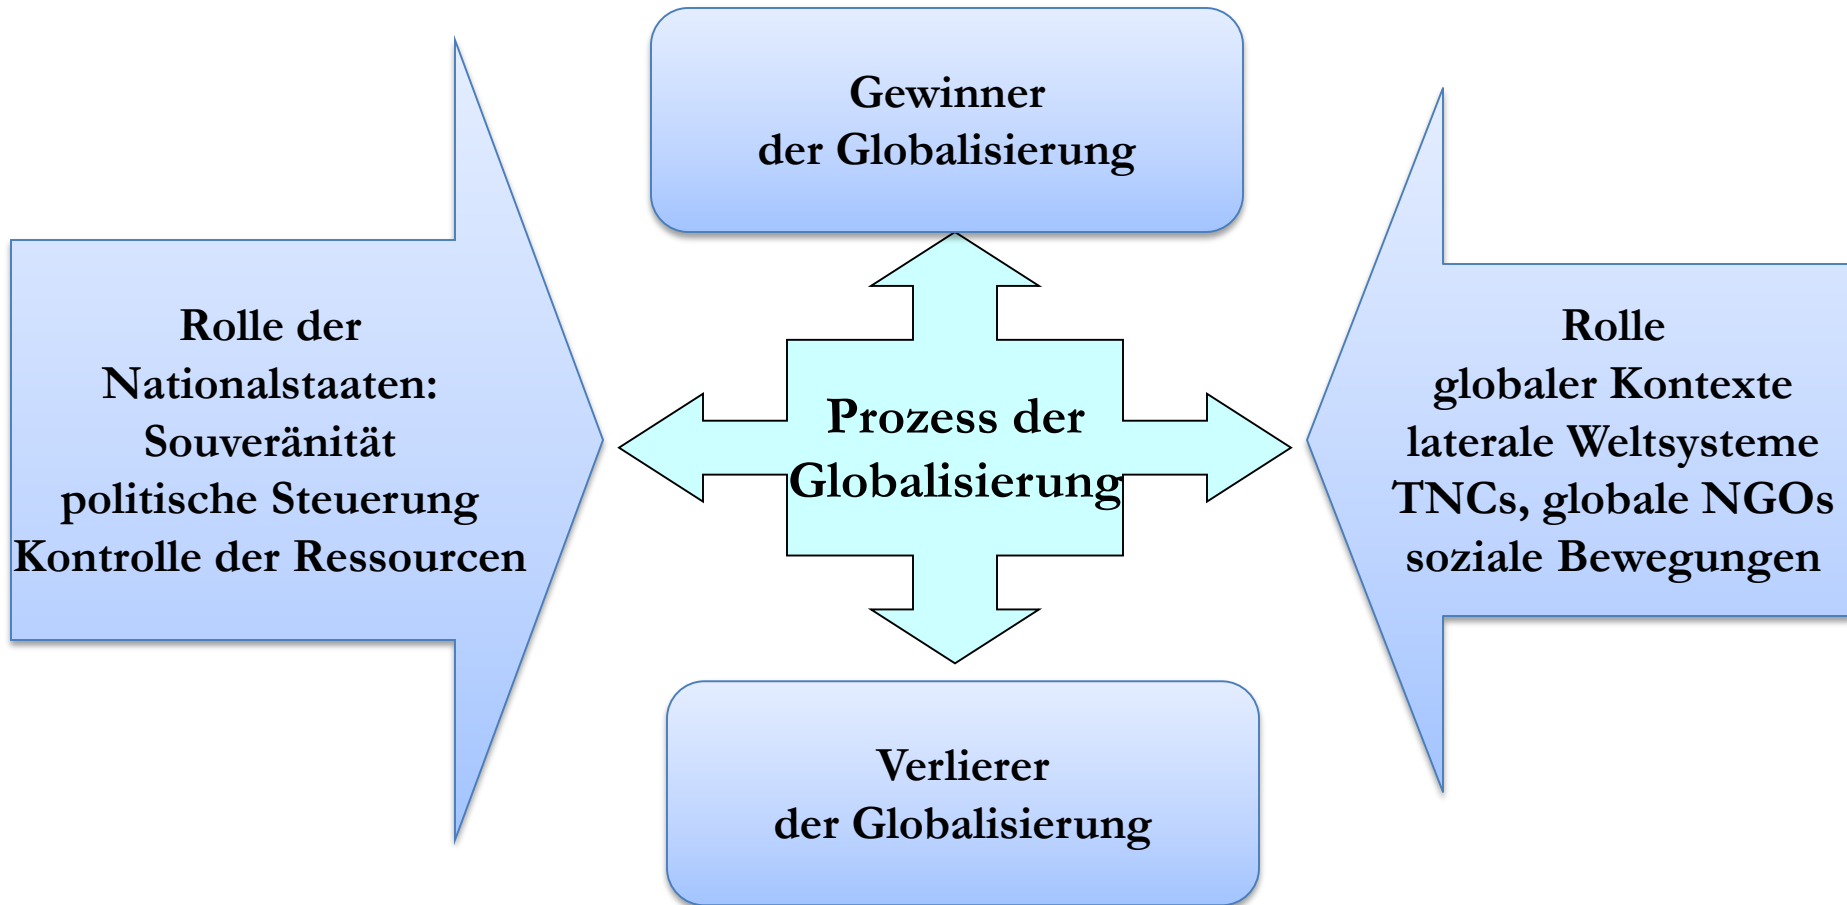 Gewinner
der Globalisierung
Rolle der
Nationalstaaten:
Souveränität
politische Steuerung
Kontrolle der Ressourcen
Prozess der
Globalisierung
Rolle
globaler Kontexte
laterale Weltsysteme
TNCs, globale NGOs
soziale Bewegungen
Verlierer
der Globalisierung